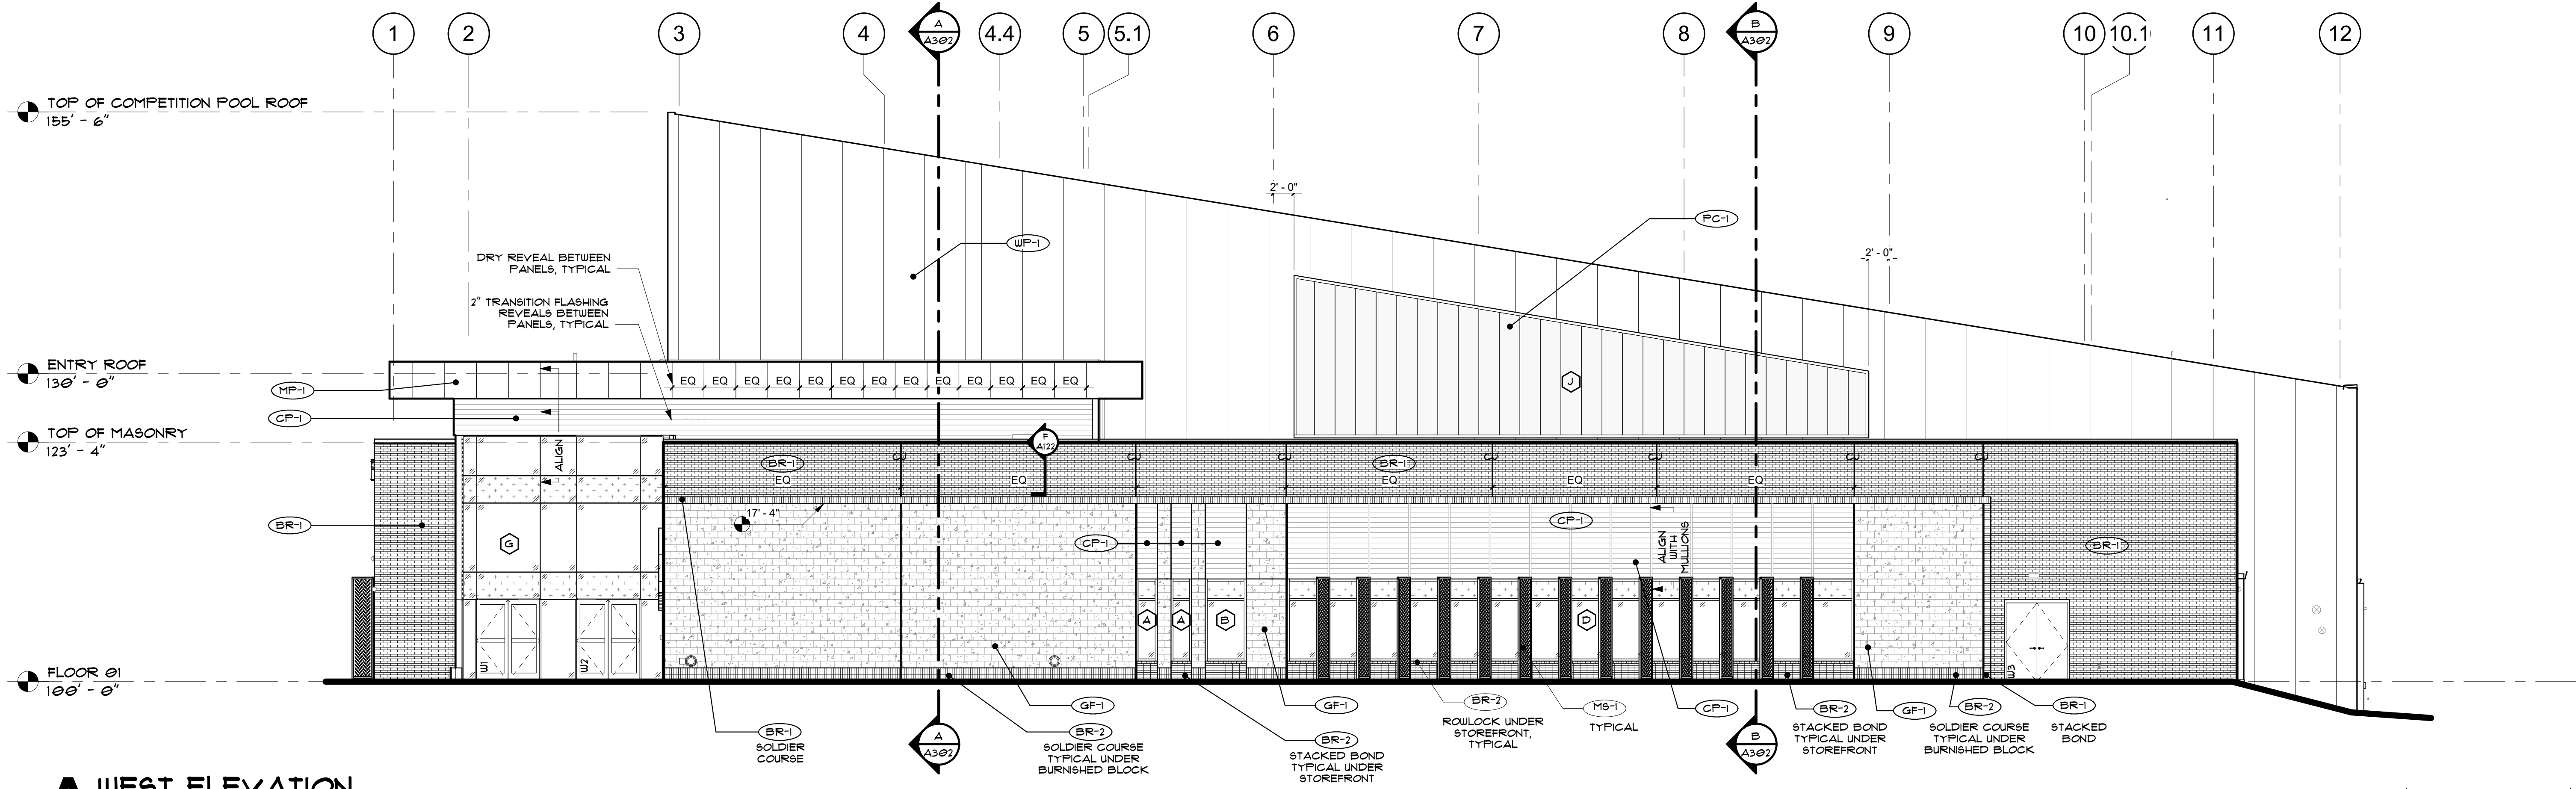 1 2 3 4 A A302 4.4 5 5.1 6 7 8 B A302 9 10 10.1 11 12
TOP OF COMPETITION POOL ROOF
155' - 6"
2' - 0"
PC-1
WP-1
2' - 0"
DRY REVEAL BETWEEN
PANELS, TYPICAL
2" TRANSITION FLASHING
REVEALS BETWEEN
PANELS, TYPICAL
ENTRY ROOF
130' - 0"
EQ EQ EQ EQ EQ EQ EQ EQ EQ EQ EQ EQ EQ
J
MP-1
CP-1
TOP OF MASONRY
123' - 4"
ALIGN
F
A122
BR-1
EQ
EQ
BR-1
EQ
EQ
EQ
17' - 4"
CP-1
BR-1
G
CP-1
ALIGN
WITH
MULLIONS
BR-1
A A B D
W1 W2 W3
FLOOR 01
100' - 0"
GF-1
GF-1
BR-2
ROWLOCK UNDER
STOREFRONT,
TYPICAL
MS-1
TYPICAL
CP-1
BR-2
STACKED BOND
TYPICAL UNDER
STOREFRONT
GF-1
BR-2
SOLDIER COURSE
TYPICAL UNDER
BURNISHED BLOCK
BR-1
STACKED
BOND
BR-1
SOLDIER
COURSE
A
A302
BR-2
SOLDIER COURSE
TYPICAL UNDER
BURNISHED BLOCK
BR-2
STACKED BOND
TYPICAL UNDER
STOREFRONT
B
A302
A WEST ELEVATION